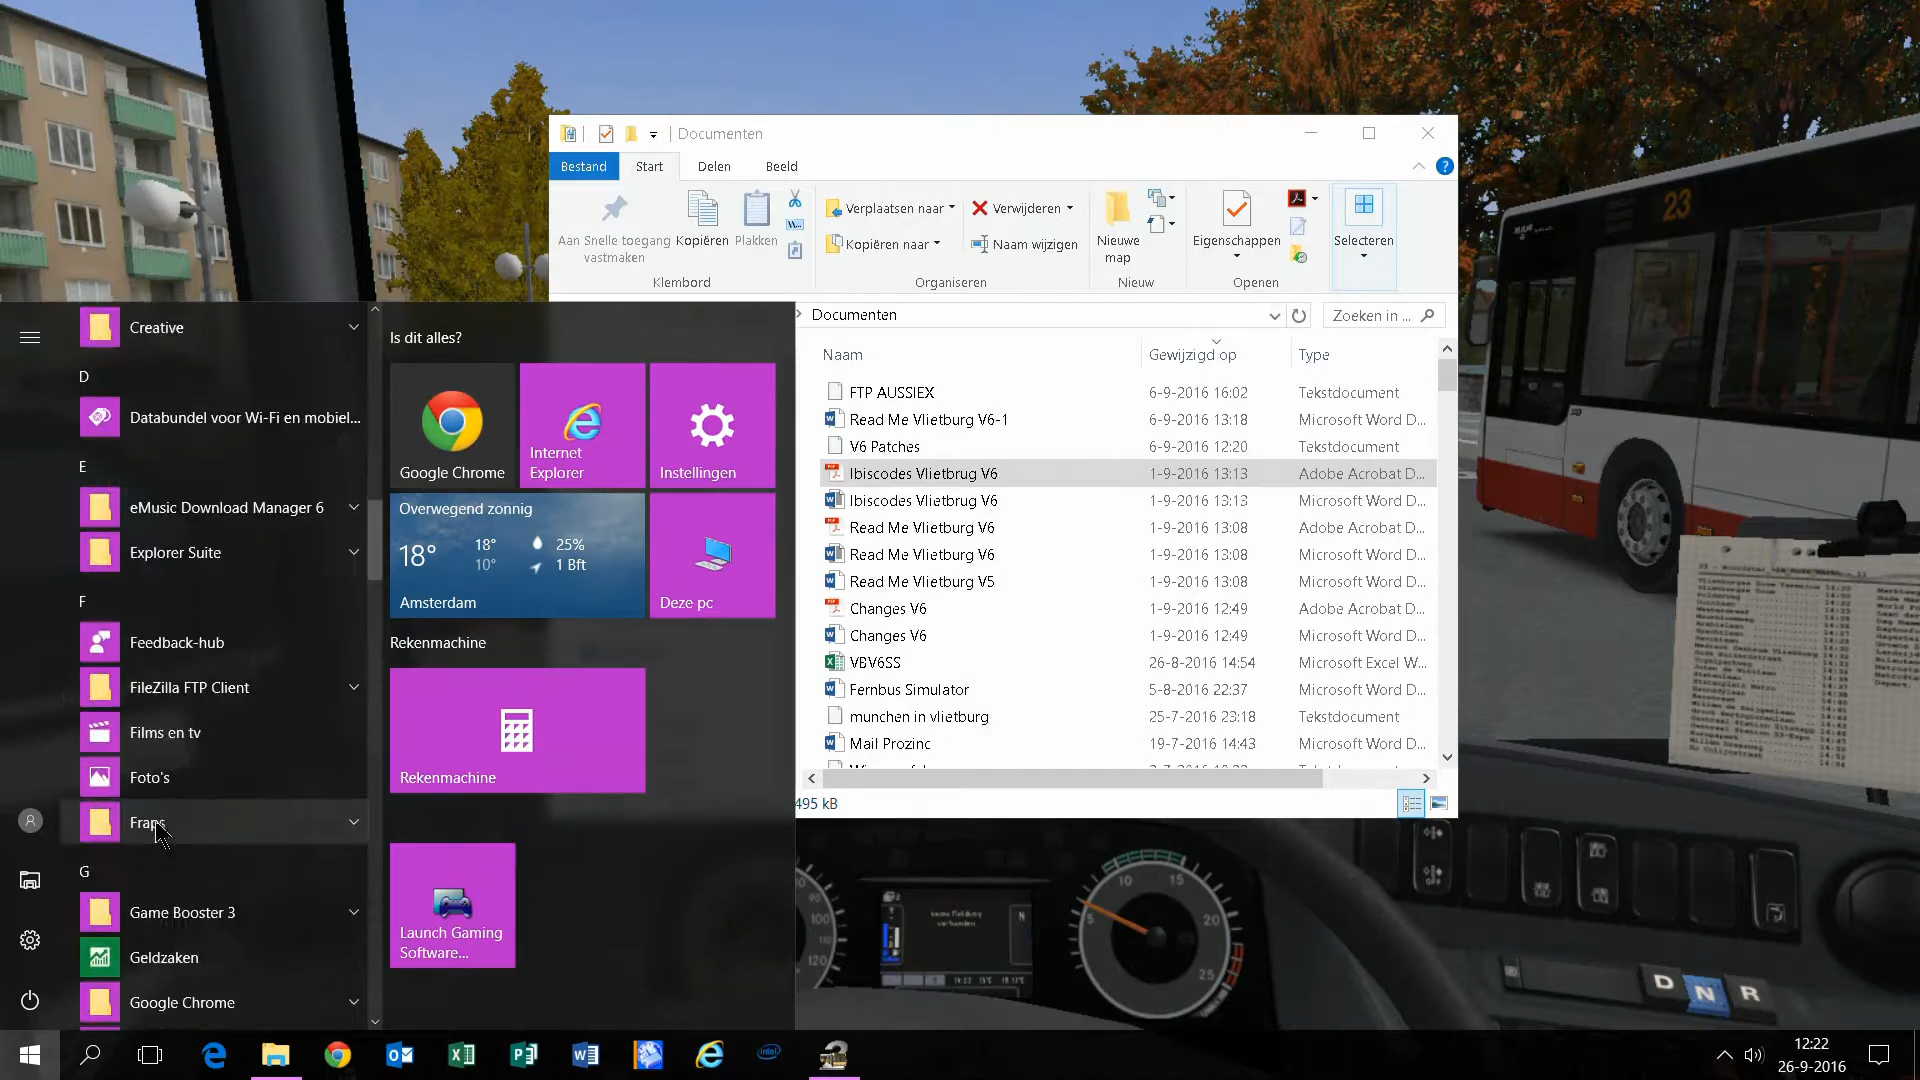 Documenten
Bestand
Start
Delen
Beeld
Aan Snelle toegang
vastmaken
Kopiëren
Plakken
Klembord
Verplaatsen naar
Kopiëren naar
Verwijderen
Naam wijzigen
Organiseren
Nieuwe
map
Nieuw
Eigenschappen
Openen
Selecteren
Documenten
Zoeken in ...
Naam
Gewijzigd op
Type
FTP AUSSIEX 6-9-2016 16:02 Tekstdocument
Read Me Vlietburg V6-1 6-9-2016 13:18 Microsoft Word D...
V6 Patches 6-9-2016 12:20 Tekstdocument
Ibiscodes Vlietbrug V6 1-9-2016 13:13 Adobe Acrobat D...
Ibiscodes Vlietbrug V6 1-9-2016 13:13 Microsoft Word D...
Read Me Vlietburg V6 1-9-2016 13:08 Adobe Acrobat D...
Read Me Vlietburg V6 1-9-2016 13:08 Microsoft Word D...
Read Me Vlietburg V5 1-9-2016 13:08 Microsoft Word D...
Changes V6 1-9-2016 12:49 Adobe Acrobat D...
Changes V6 1-9-2016 12:49 Microsoft Word D...
VBV6SS 26-8-2016 14:54 Microsoft Excel W...
Fernbus Simulator 5-8-2016 22:37 Microsoft Word D...
munchen in vlietburg 25-7-2016 23:18 Tekstdocument
Mail Prozinc 19-7-2016 14:43 Microsoft Word D...
495 kB
Creative
D
Databundel voor Wi-Fi en mobiel...
E
eMusic Download Manager 6
Explorer Suite
F
Feedback-hub
FileZilla FTP Client
Films en tv
Foto's
Fraps
G
Game Booster 3
Geldzaken
Google Chrome
Is dit alles?
Google Chrome
Internet
Explorer
Instellingen
Overwegend zonnig
18°
18°
10°
25%
1 Bft
Amsterdam
Deze pc
Rekenmachine
Rekenmachine
Launch Gaming
Software...
23
100
120
5
10
15
20
25
D
N
R
12:22
26-9-2016